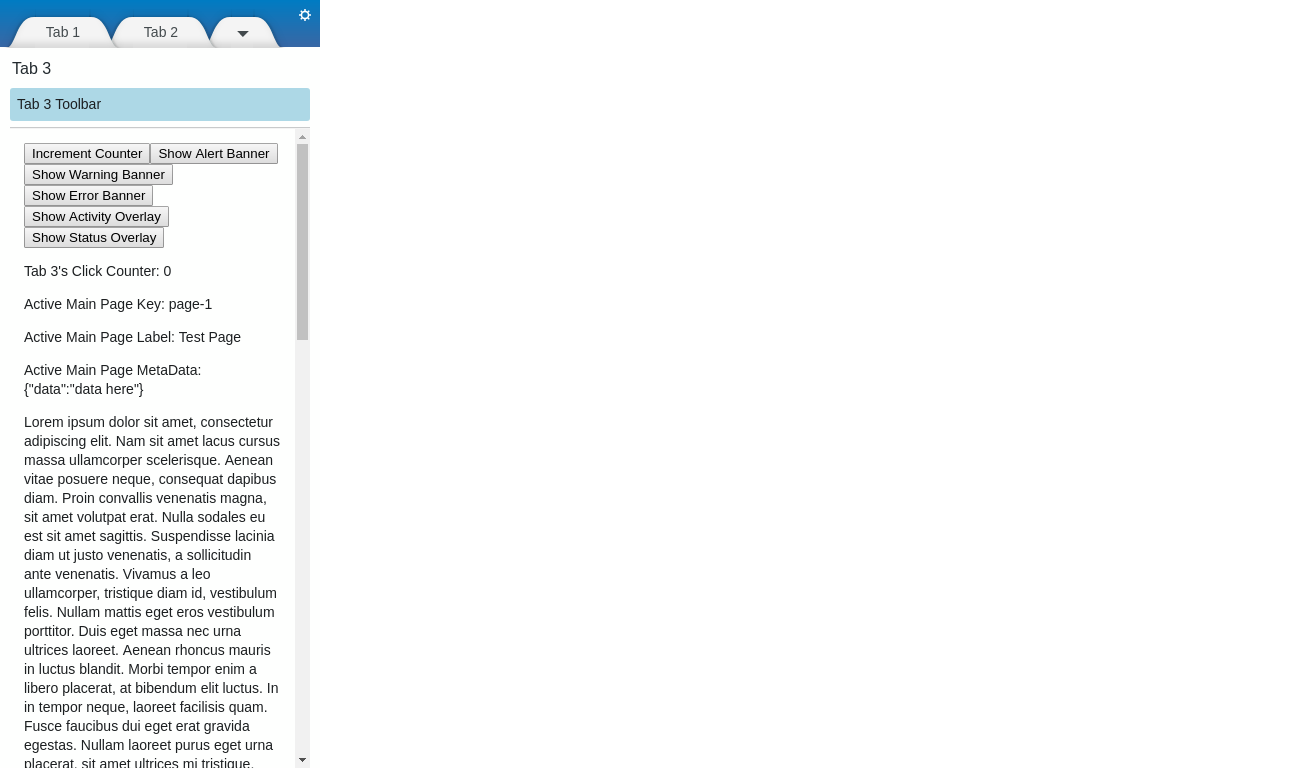 Tab 1
Tab 2
Tab 3
Tab 3 Toolbar
Increment Counter
Show Alert Banner
Show Warning Banner
Show Error Banner
Show Activity Overlay
Show Status Overlay
Tab 3's Click Counter: 0
Active Main Page Key: page-1
Active Main Page Label: Test Page
Active Main Page MetaData:
{"data":"data here"}
Lorem ipsum dolor sit amet, consectetur
adipiscing elit. Nam sit amet lacus cursus
massa ullamcorper scelerisque. Aenean
vitae posuere neque, consequat dapibus
diam. Proin convallis venenatis magna,
sit amet volutpat erat. Nulla sodales eu
est sit amet sagittis. Suspendisse lacinia
diam ut justo venenatis, a sollicitudin
ante venenatis. Vivamus a leo
ullamcorper, tristique diam id, vestibulum
felis. Nullam mattis eget eros vestibulum
porttitor. Duis eget massa nec urna
ultrices laoreet. Aenean rhoncus mauris
in luctus blandit. Morbi tempor enim a
libero placerat, at bibendum elit luctus. In
in tempor neque, laoreet facilisis quam.
Fusce faucibus dui eget erat gravida
egestas. Nullam laoreet purus eget urna
placerat, sit amet ultrices mi tristique.